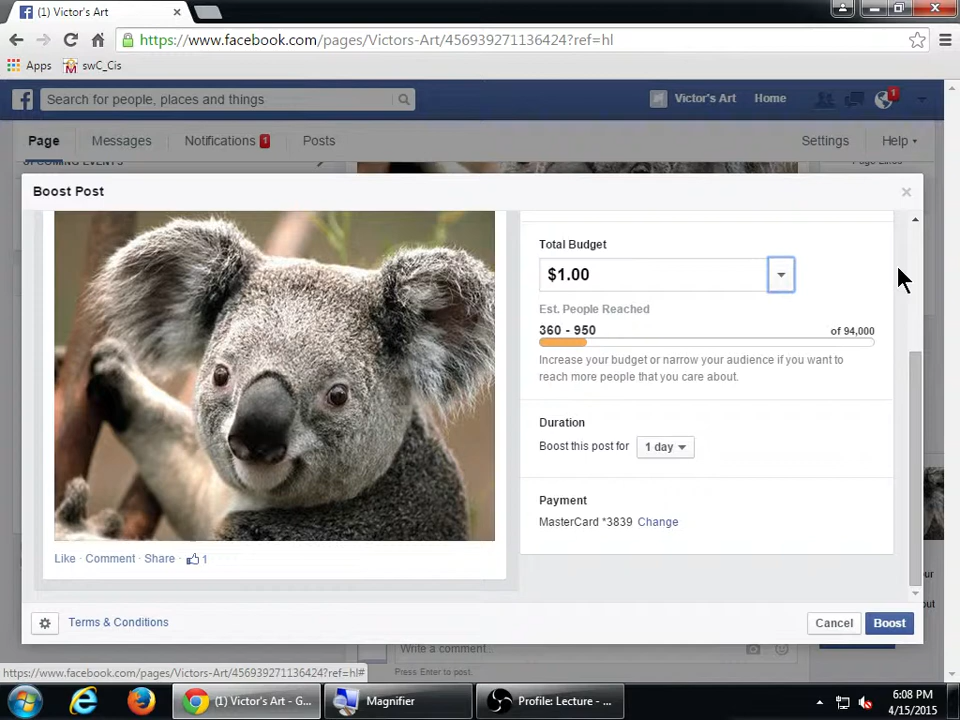 (1) Victor's Art
https://www.facebook.com/pages/Victors-Art/456939271136424?ref=hl
Apps swC_Cis
Search for people, places and things
Victor's Art Home 1
Page Messages Notifications 1 Posts Settings Help
UPCOMING EVENTS
Boost Post
Total Budget
$1.00
Est. People Reached
360 - 950 of 94,000
Increase your budget or narrow your audience if you want to
reach more people that you care about.
Duration
Boost this post for 1 day
Payment
MasterCard *3839 Change
Like · Comment · Share · 1
Terms & Conditions
Cancel Boost
Write a comment...
Press Enter to post.
https://www.facebook.com/pages/Victors-Art/456939271136424?ref=hl#
(1) Victor's Art - G...
Magnifier
Profile: Lecture - ...
6:08 PM
4/15/2015